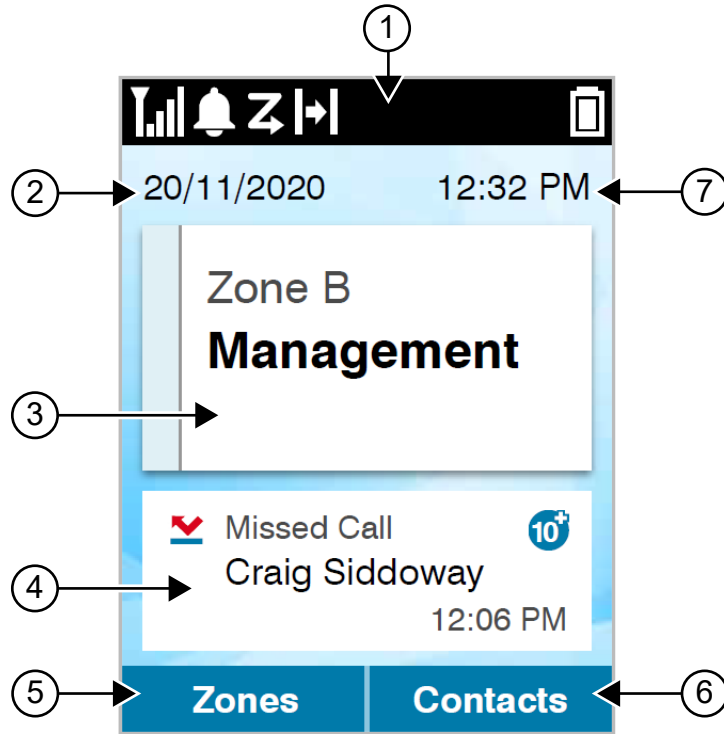 1
2
20/11/2020 12:32 PM
7
Zone B
Management
3
Missed Call 10+
Craig Siddoway
4
12:06 PM
5
Zones Contacts
6